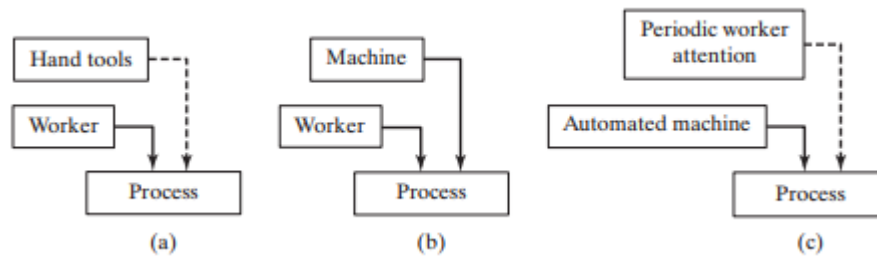 Hand tools
Worker
Process
(a)
Machine
Worker
Process
(b)
Periodic worker
attention
Automated machine
Process
(c)